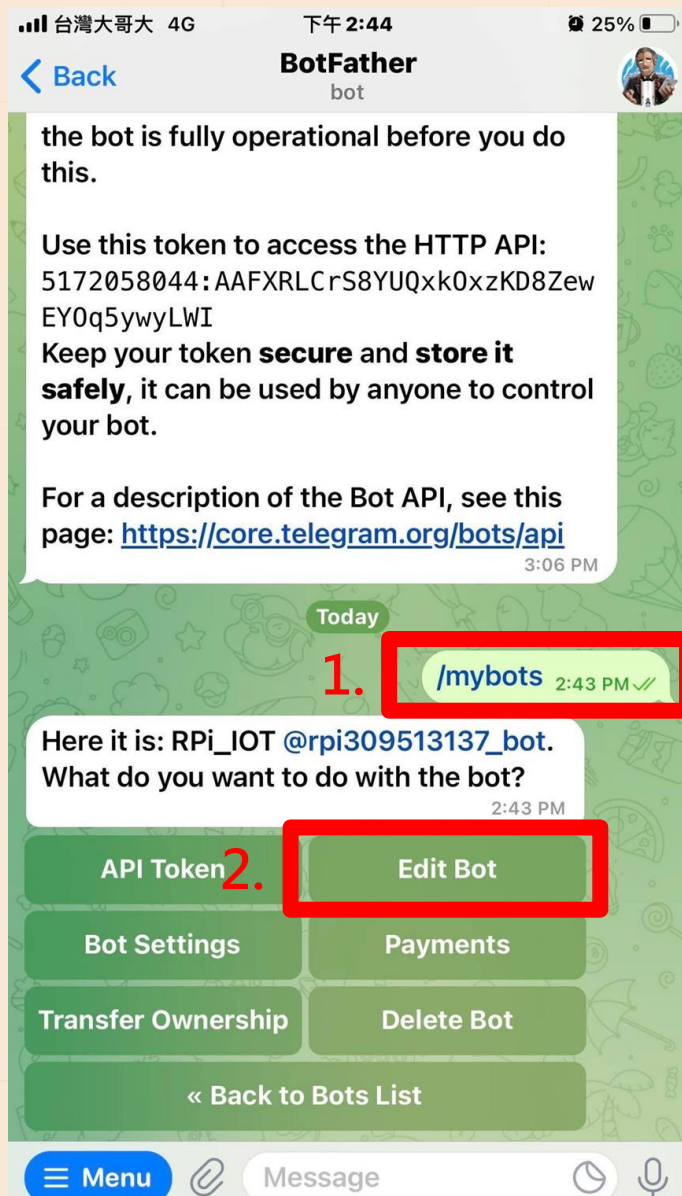 台灣大哥大 4G 下午 2:44 25%
Back BotFather
bot
the bot is fully operational before you do
this.
Use this token to access the HTTP API:
5172058044:AAFXRLCrS8YUQxkOxzKD8Zew
EYOq5ywyLWI
Keep your token secure and store it
safely, it can be used by anyone to control
your bot.
For a description of the Bot API, see this
page: https://core.telegram.org/bots/api
3:06 PM
Today
1. /mybots 2:43 PM
Here it is: RPi_IOT @rpi309513137_bot.
What do you want to do with the bot?
2:43 PM
API Token 2. Edit Bot
Bot Settings Payments
Transfer Ownership Delete Bot
« Back to Bots List
Menu Message